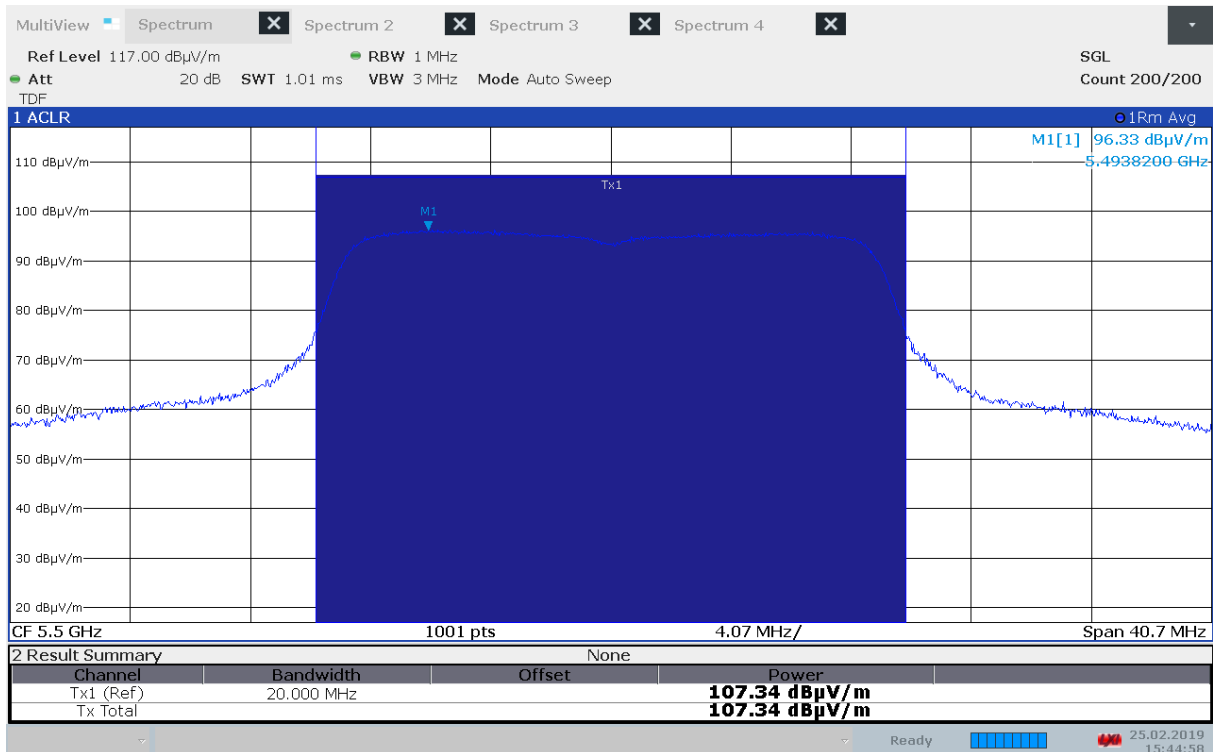 MultiView Spectrum Spectrum 2 Spectrum 3 Spectrum 4
Ref Level 117.00 dBµV/m RBW 1 MHz SGL
Att 20 dB SWT 1.01 ms VBW 3 MHz Mode Auto Sweep Count 200/200
TDF
1 ACLR 1Rm Avg
M1[1] 96.33 dBµV/m
5.4938200 GHz
110 dBµV/m
Tx1
100 dBµV/m
M1
90 dBµV/m
80 dBµV/m
70 dBµV/m
60 dBµV/m
50 dBµV/m
40 dBµV/m
30 dBµV/m
20 dBµV/m
CF 5.5 GHz 1001 pts 4.07 MHz/ Span 40.7 MHz
2 Result Summary None
Channel Bandwidth Offset Power
Tx1 (Ref) 20.000 MHz 107.34 dBµV/m
Tx Total 107.34 dBµV/m
Ready 25.02.2019
15:44:58